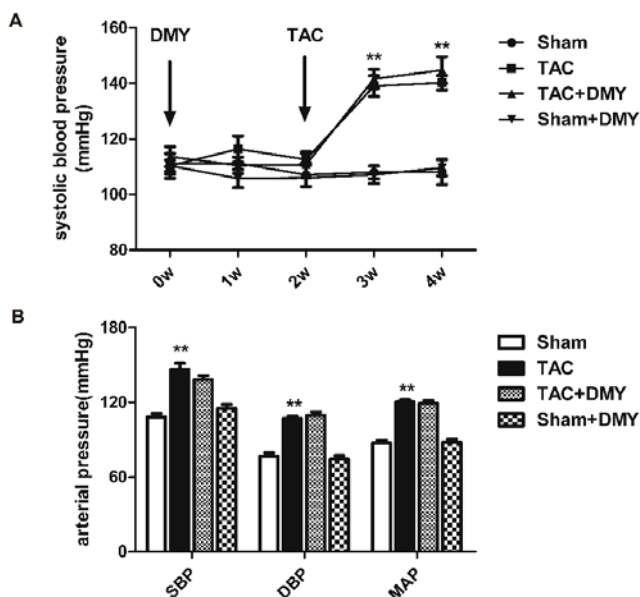 A
DMY
TAC
** **
systolic blood pressure
(mmHg)
160
140
120
100
80
0w 1w 2w 3w 4w
Sham
TAC
TAC+DMY
Sham+DMY
B
arterial pressure(mmHg)
180
120
60
0
**
**
**
SBP DBP MAP
Sham
TAC
TAC+DMY
Sham+DMY